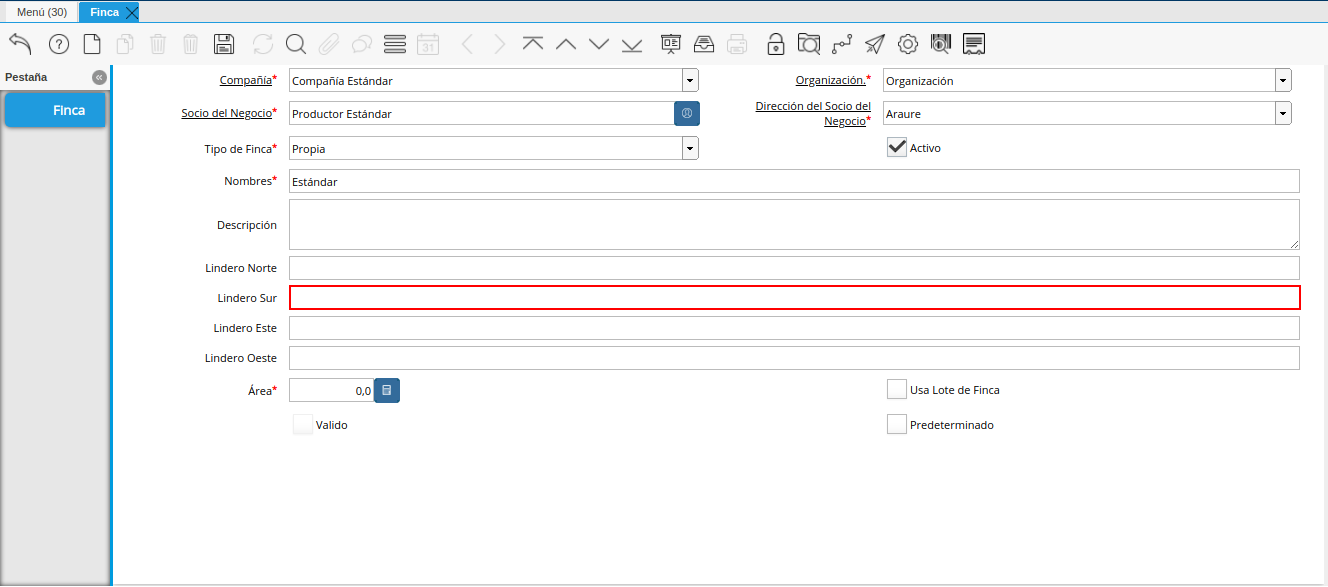 Menú (30)
Finca
31
Pestaña
Finca
Compañía* Compañía Estándar
Organización.* Organización
Socio del Negocio* Productor Estándar
Dirección del Socio del
Negocio* Araure
Tipo de Finca* Propia
Activo
Nombres* Estándar
Descripción
Lindero Norte
Lindero Sur
Lindero Este
Lindero Oeste
Área* 0,0
Usa Lote de Finca
Valido
Predeterminado